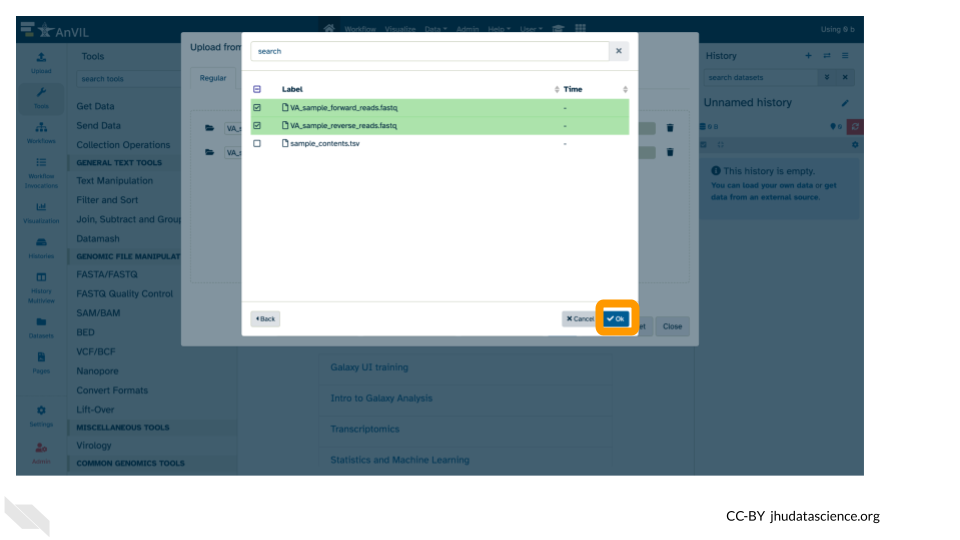 AnVIL
Workflow Visualize Data Admin Help User
Using 0 b
Upload
Tools
Workflows
Workflow
Invocations
Visualization
Histories
History
Multiview
Datasets
Pages
Settings
Admin
Tools
search tools
Get Data
Send Data
Collection Operations
GENERAL TEXT TOOLS
Text Manipulation
Filter and Sort
Join, Subtract and Group
Datamash
GENOMIC FILE MANIPULAT
FASTA/FASTQ
FASTQ Quality Control
SAM/BAM
BED
VCF/BCF
Nanopore
Convert Formats
Lift-Over
MISCELLANEOUS TOOLS
Virology
COMMON GENOMICS TOOLS
Upload from
Regular
VA_s
VA_s
search
Label Time
VA_sample_forward_reads.fastq -
VA_sample_reverse_reads.fastq -
sample_contents.tsv -
Back
Cancel
Ok
et
Close
Galaxy UI training
Intro to Galaxy Analysis
Transcriptomics
Statistics and Machine Learning
History
search datasets
Unnamed history
This history is empty.
You can load your own data or get
data from an external source.
CC-BY jhudatascience.org